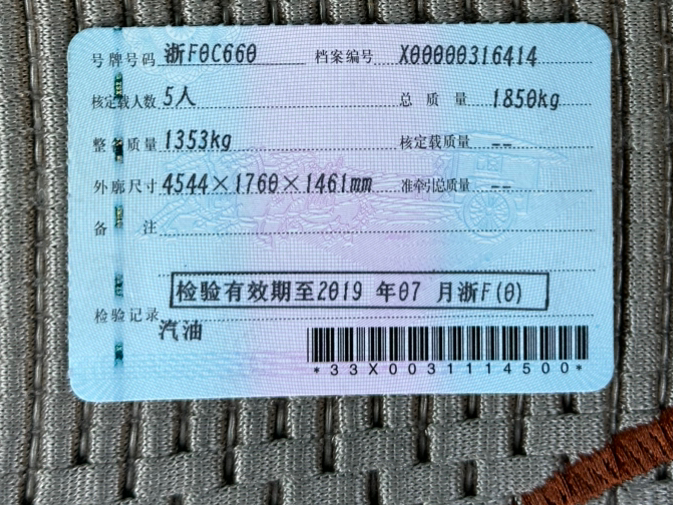 号牌号码 浙F0C660 档案编号 X00000316414
核定载人数 5人 总质量 1850kg
整备质量 1353kg 核定载质量 --
外廓尺寸 4544×1760×1461mm 准牵引总质量 --
备注
检验有效期至2019 年07 月浙F(0)
检验记录
汽油
*33X0031114500*